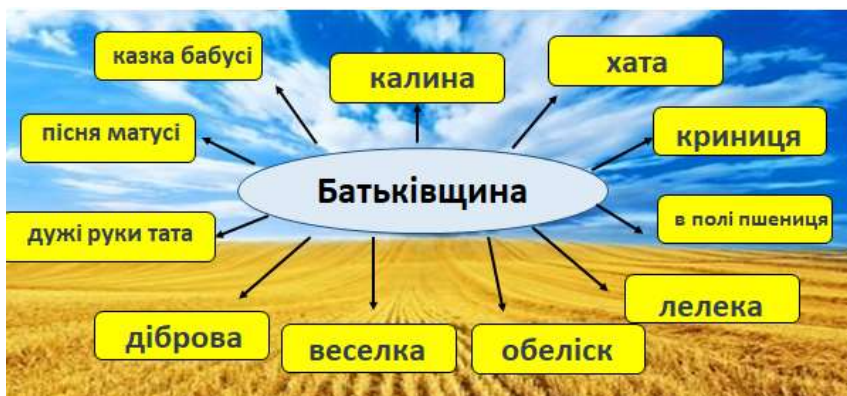 казка бабусі
калина
хата
пісня матусі
криниця
Батьківщина
дужі руки тата
в полі пшениця
лелека
діброва
веселка
обеліск